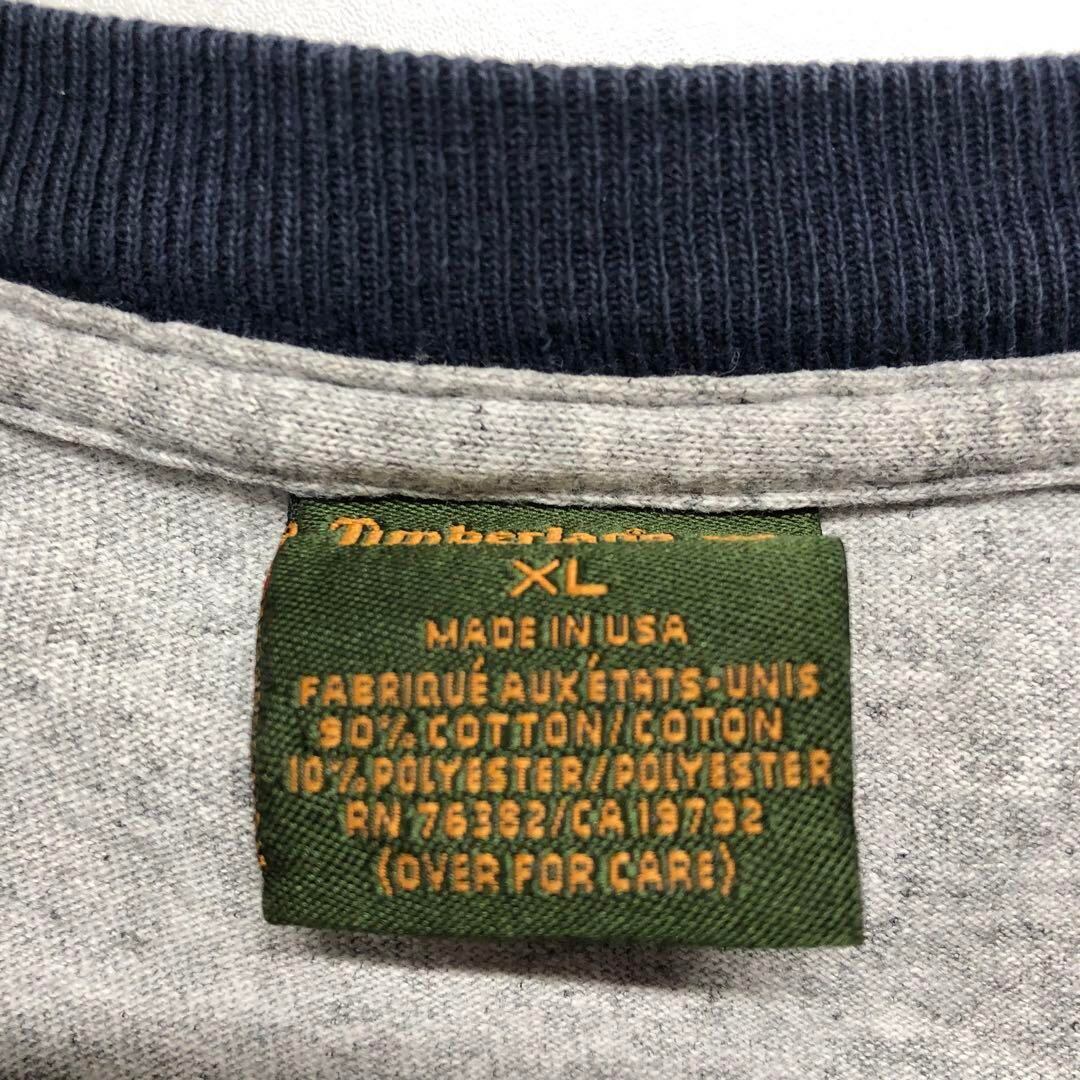 Timberland
XL
MADE IN USA
FABRIQUÉ AUX ÉTATS-UNIS
90% COTTON/COTON
10% POLYESTER/POLYESTER
RN 76382/CA 19792
(OVER FOR CARE)